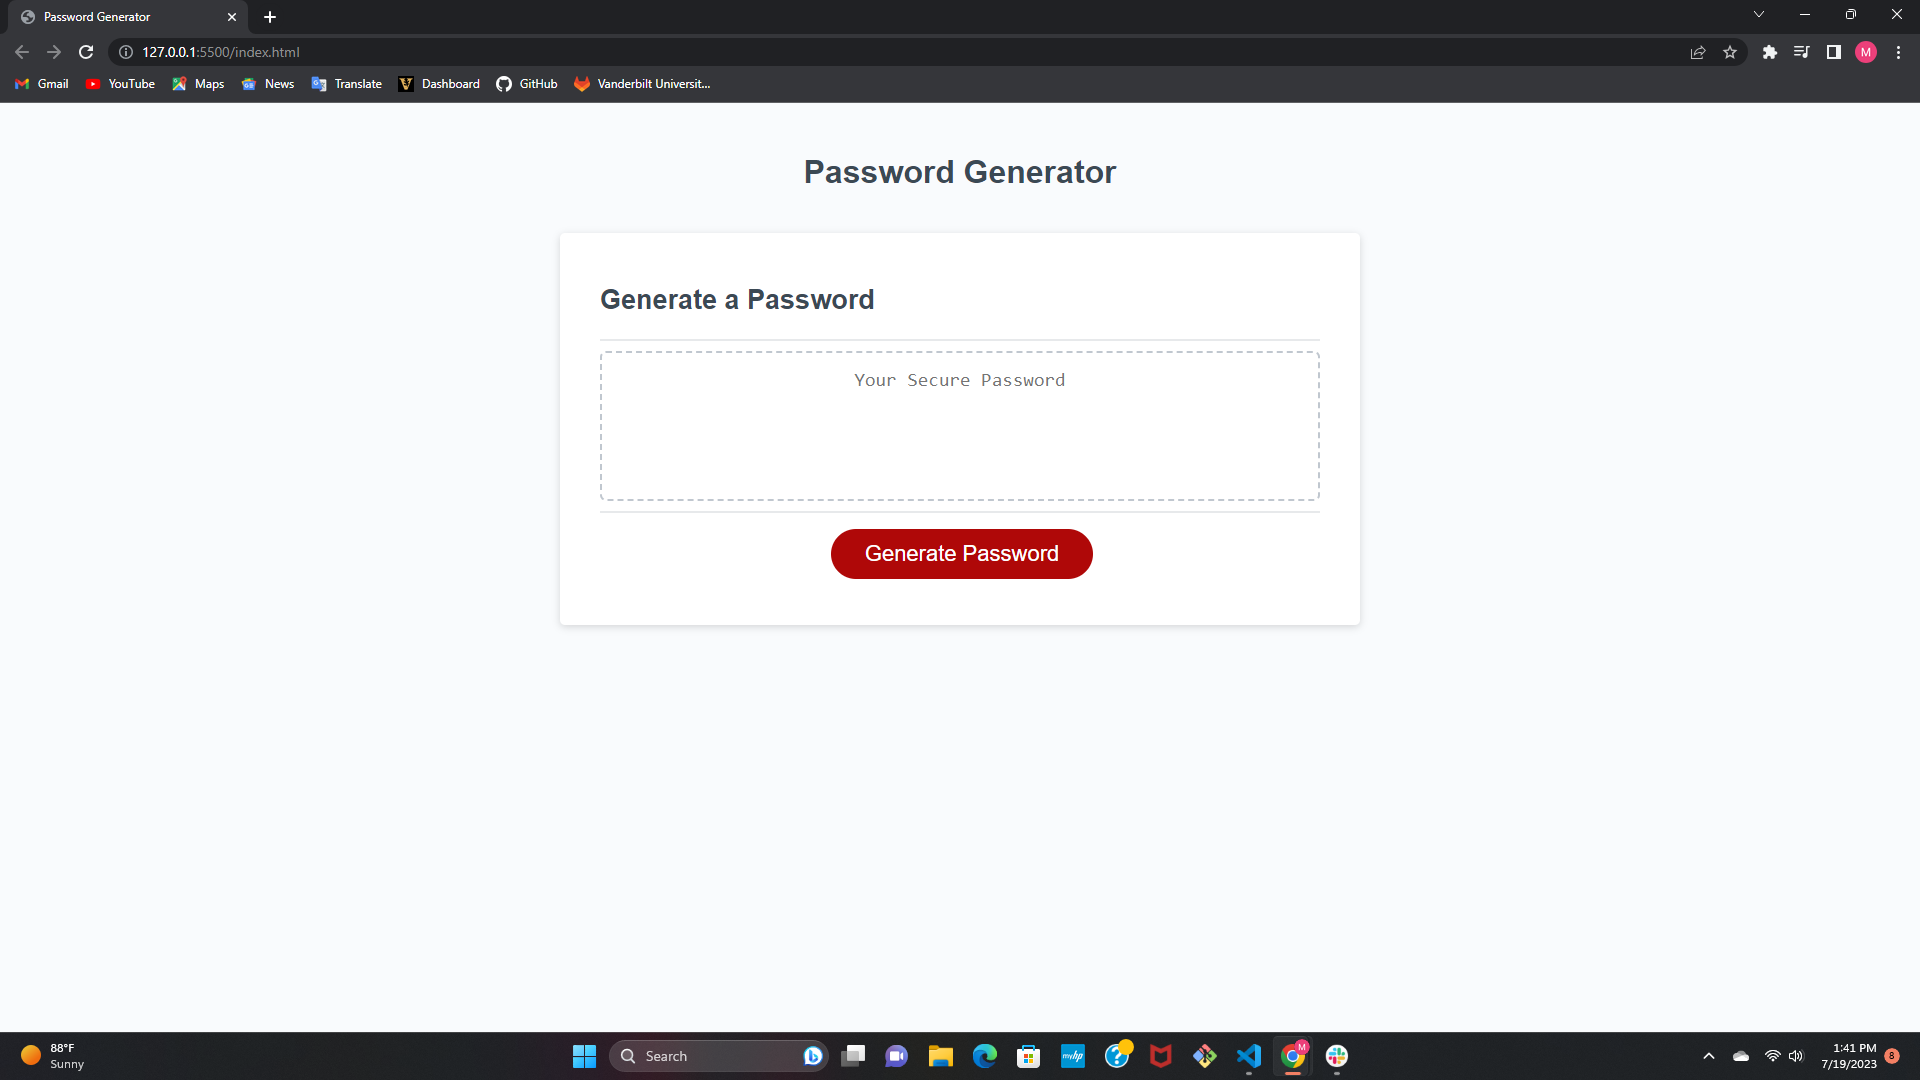 Password Generator
127.0.0.1:5500/index.html
M
Gmail
YouTube
Maps
News
Translate
Dashboard
GitHub
Vanderbilt Universit...
Password Generator
Generate a Password
Your Secure Password
Generate Password
88°F
Sunny
Search
myhp
M
1:41 PM
7/19/2023
8